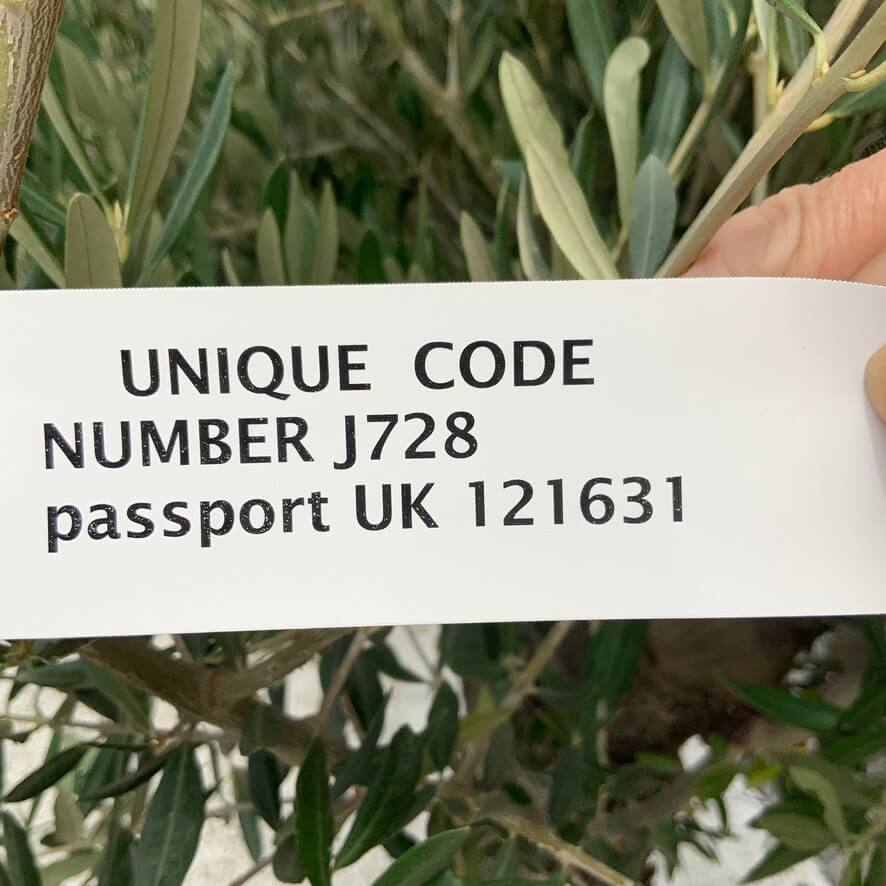 UNIQUE CODE
NUMBER J728
passport UK 121631